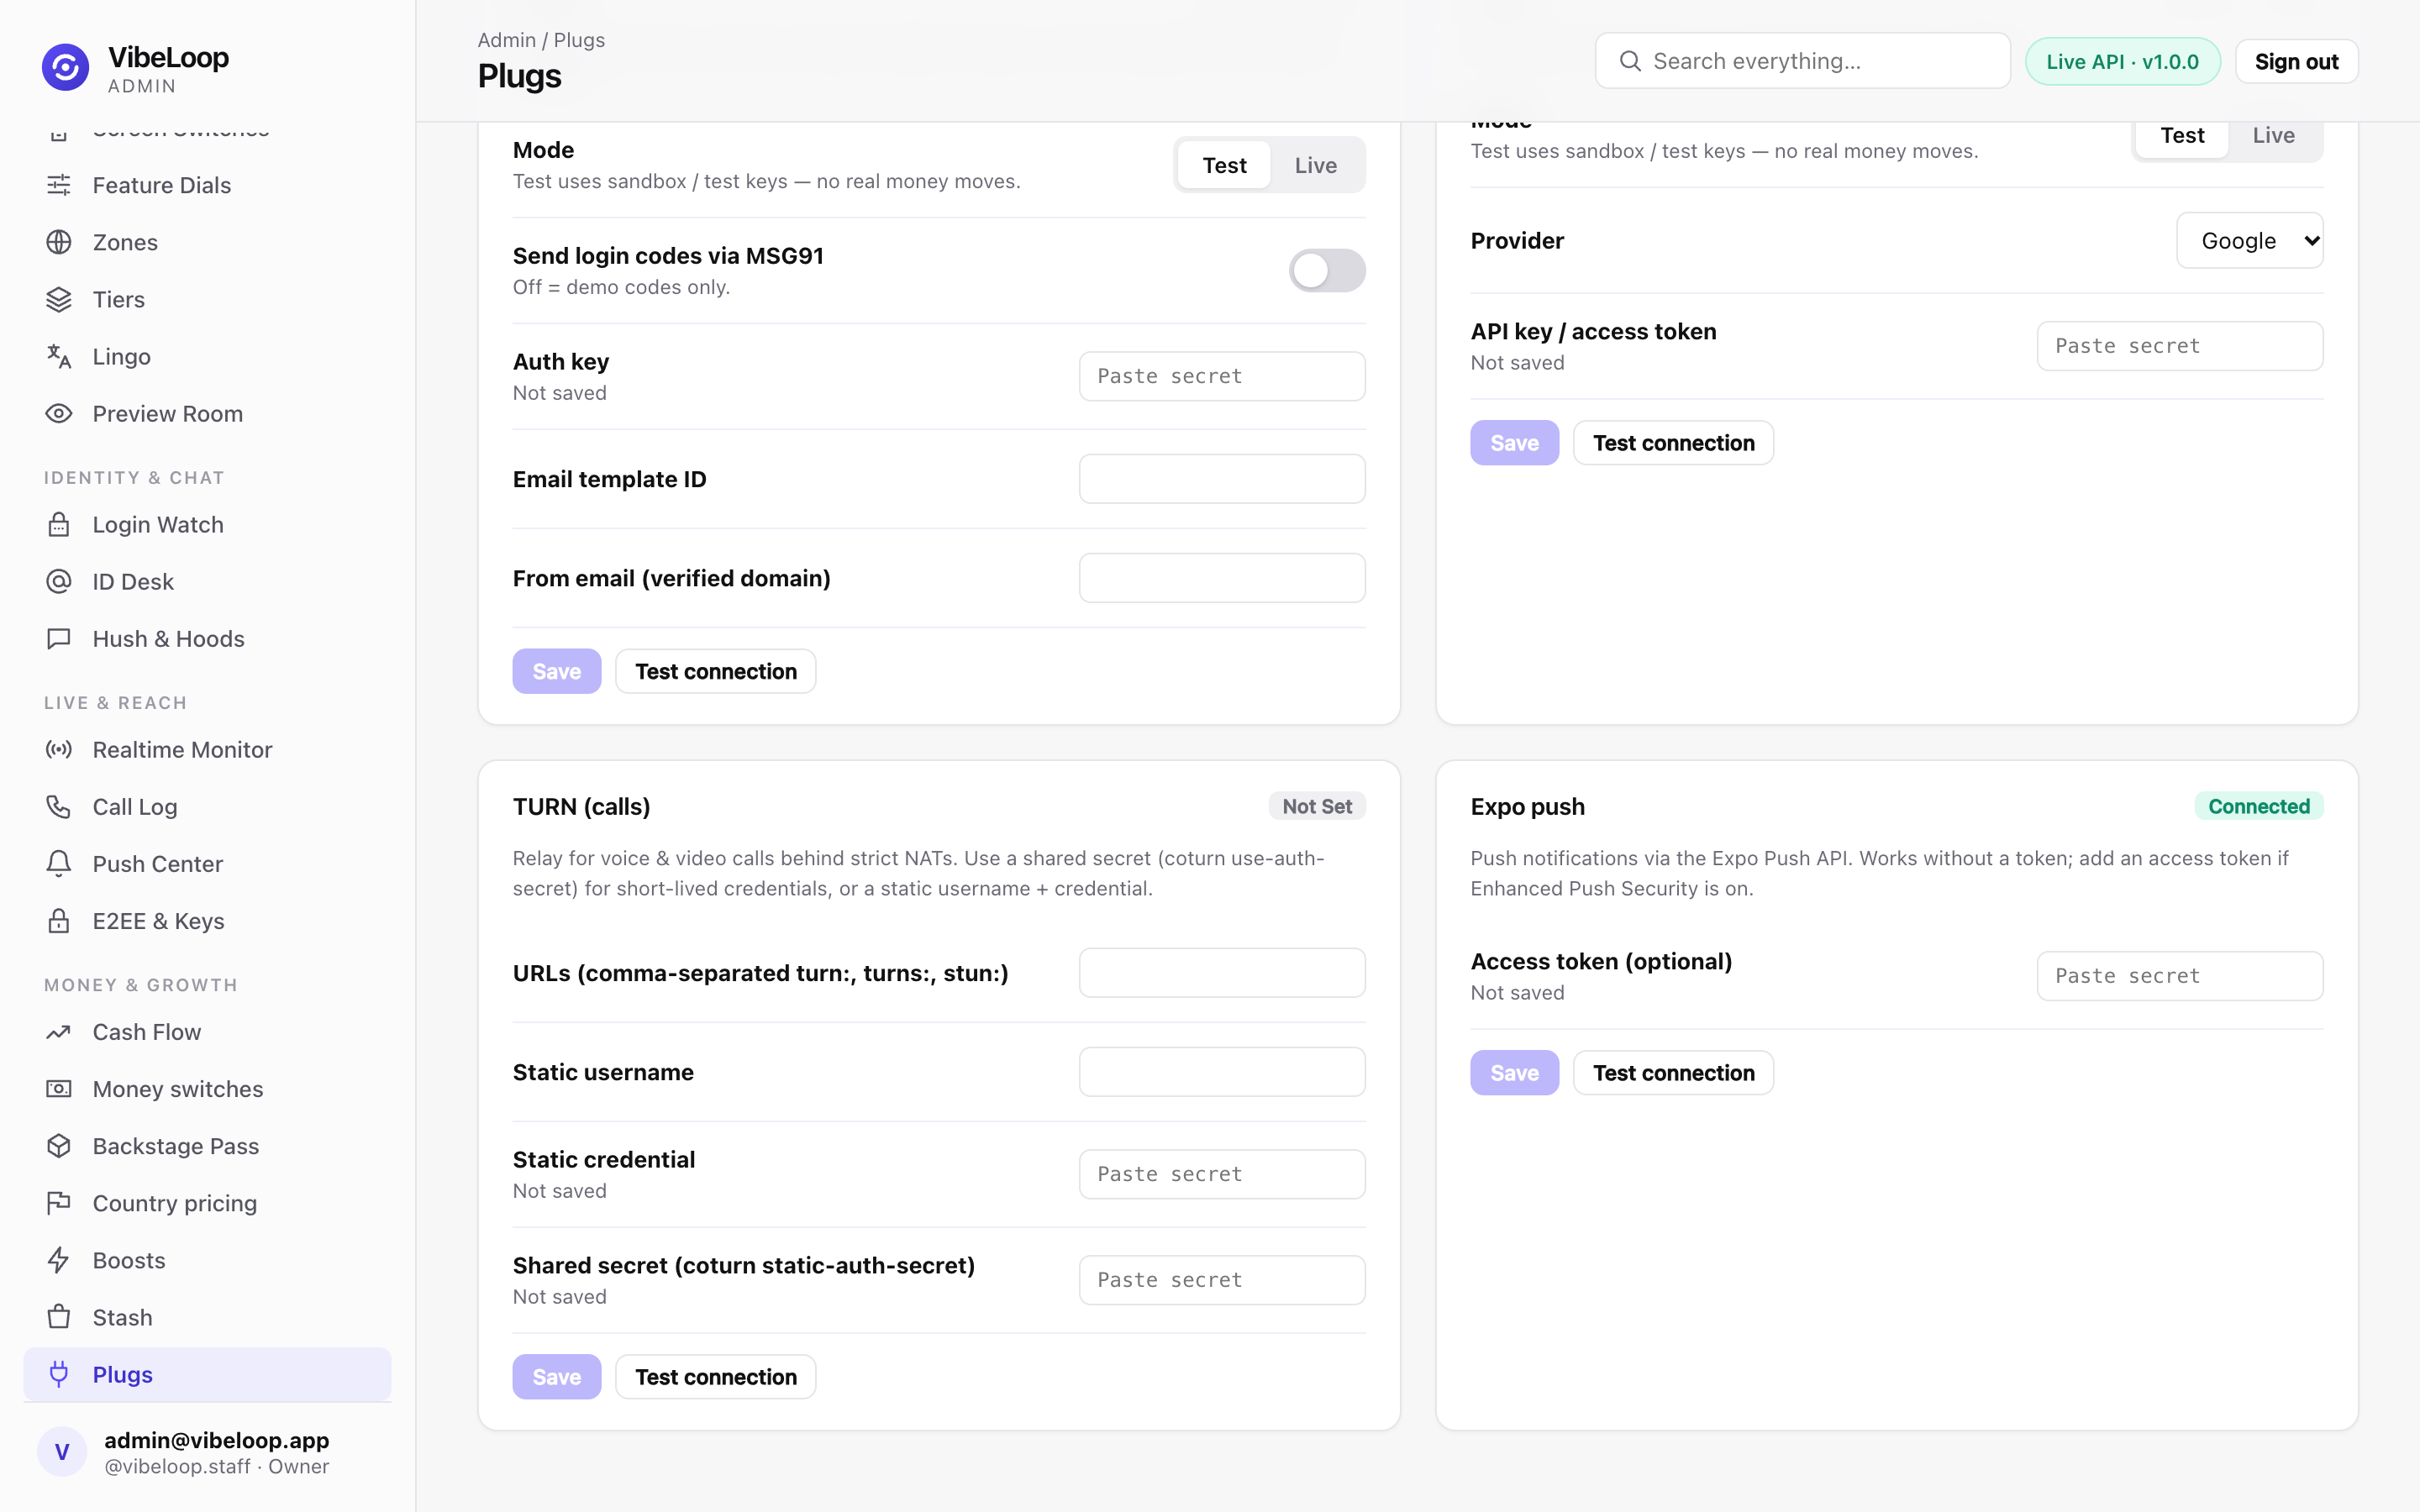 VibeLoop
ADMIN
Screen Switches
Feature Dials
Zones
Tiers
Lingo
Preview Room
IDENTITY & CHAT
Login Watch
ID Desk
Hush & Hoods
LIVE & REACH
Realtime Monitor
Call Log
Push Center
E2EE & Keys
MONEY & GROWTH
Cash Flow
Money switches
Backstage Pass
Country pricing
Boosts
Stash
Plugs
V
admin@vibeloop.app
@vibeloop.staff · Owner
Admin / Plugs
Plugs
Search everything...
Live API · v1.0.0
Sign out
Mode
Test uses sandbox / test keys — no real money moves.
Test
Live
Send login codes via MSG91
Off = demo codes only.
Auth key
Not saved
Paste secret
Email template ID
From email (verified domain)
Save
Test connection
Mode
Test uses sandbox / test keys — no real money moves.
Test
Live
Provider
Google
API key / access token
Not saved
Paste secret
Save
Test connection
TURN (calls)
Not Set
Relay for voice & video calls behind strict NATs. Use a shared secret (coturn use-auth-
secret) for short-lived credentials, or a static username + credential.
URLs (comma-separated turn:, turns:, stun:)
Static username
Static credential
Not saved
Paste secret
Shared secret (coturn static-auth-secret)
Not saved
Paste secret
Save
Test connection
Expo push
Connected
Push notifications via the Expo Push API. Works without a token; add an access token if
Enhanced Push Security is on.
Access token (optional)
Not saved
Paste secret
Save
Test connection